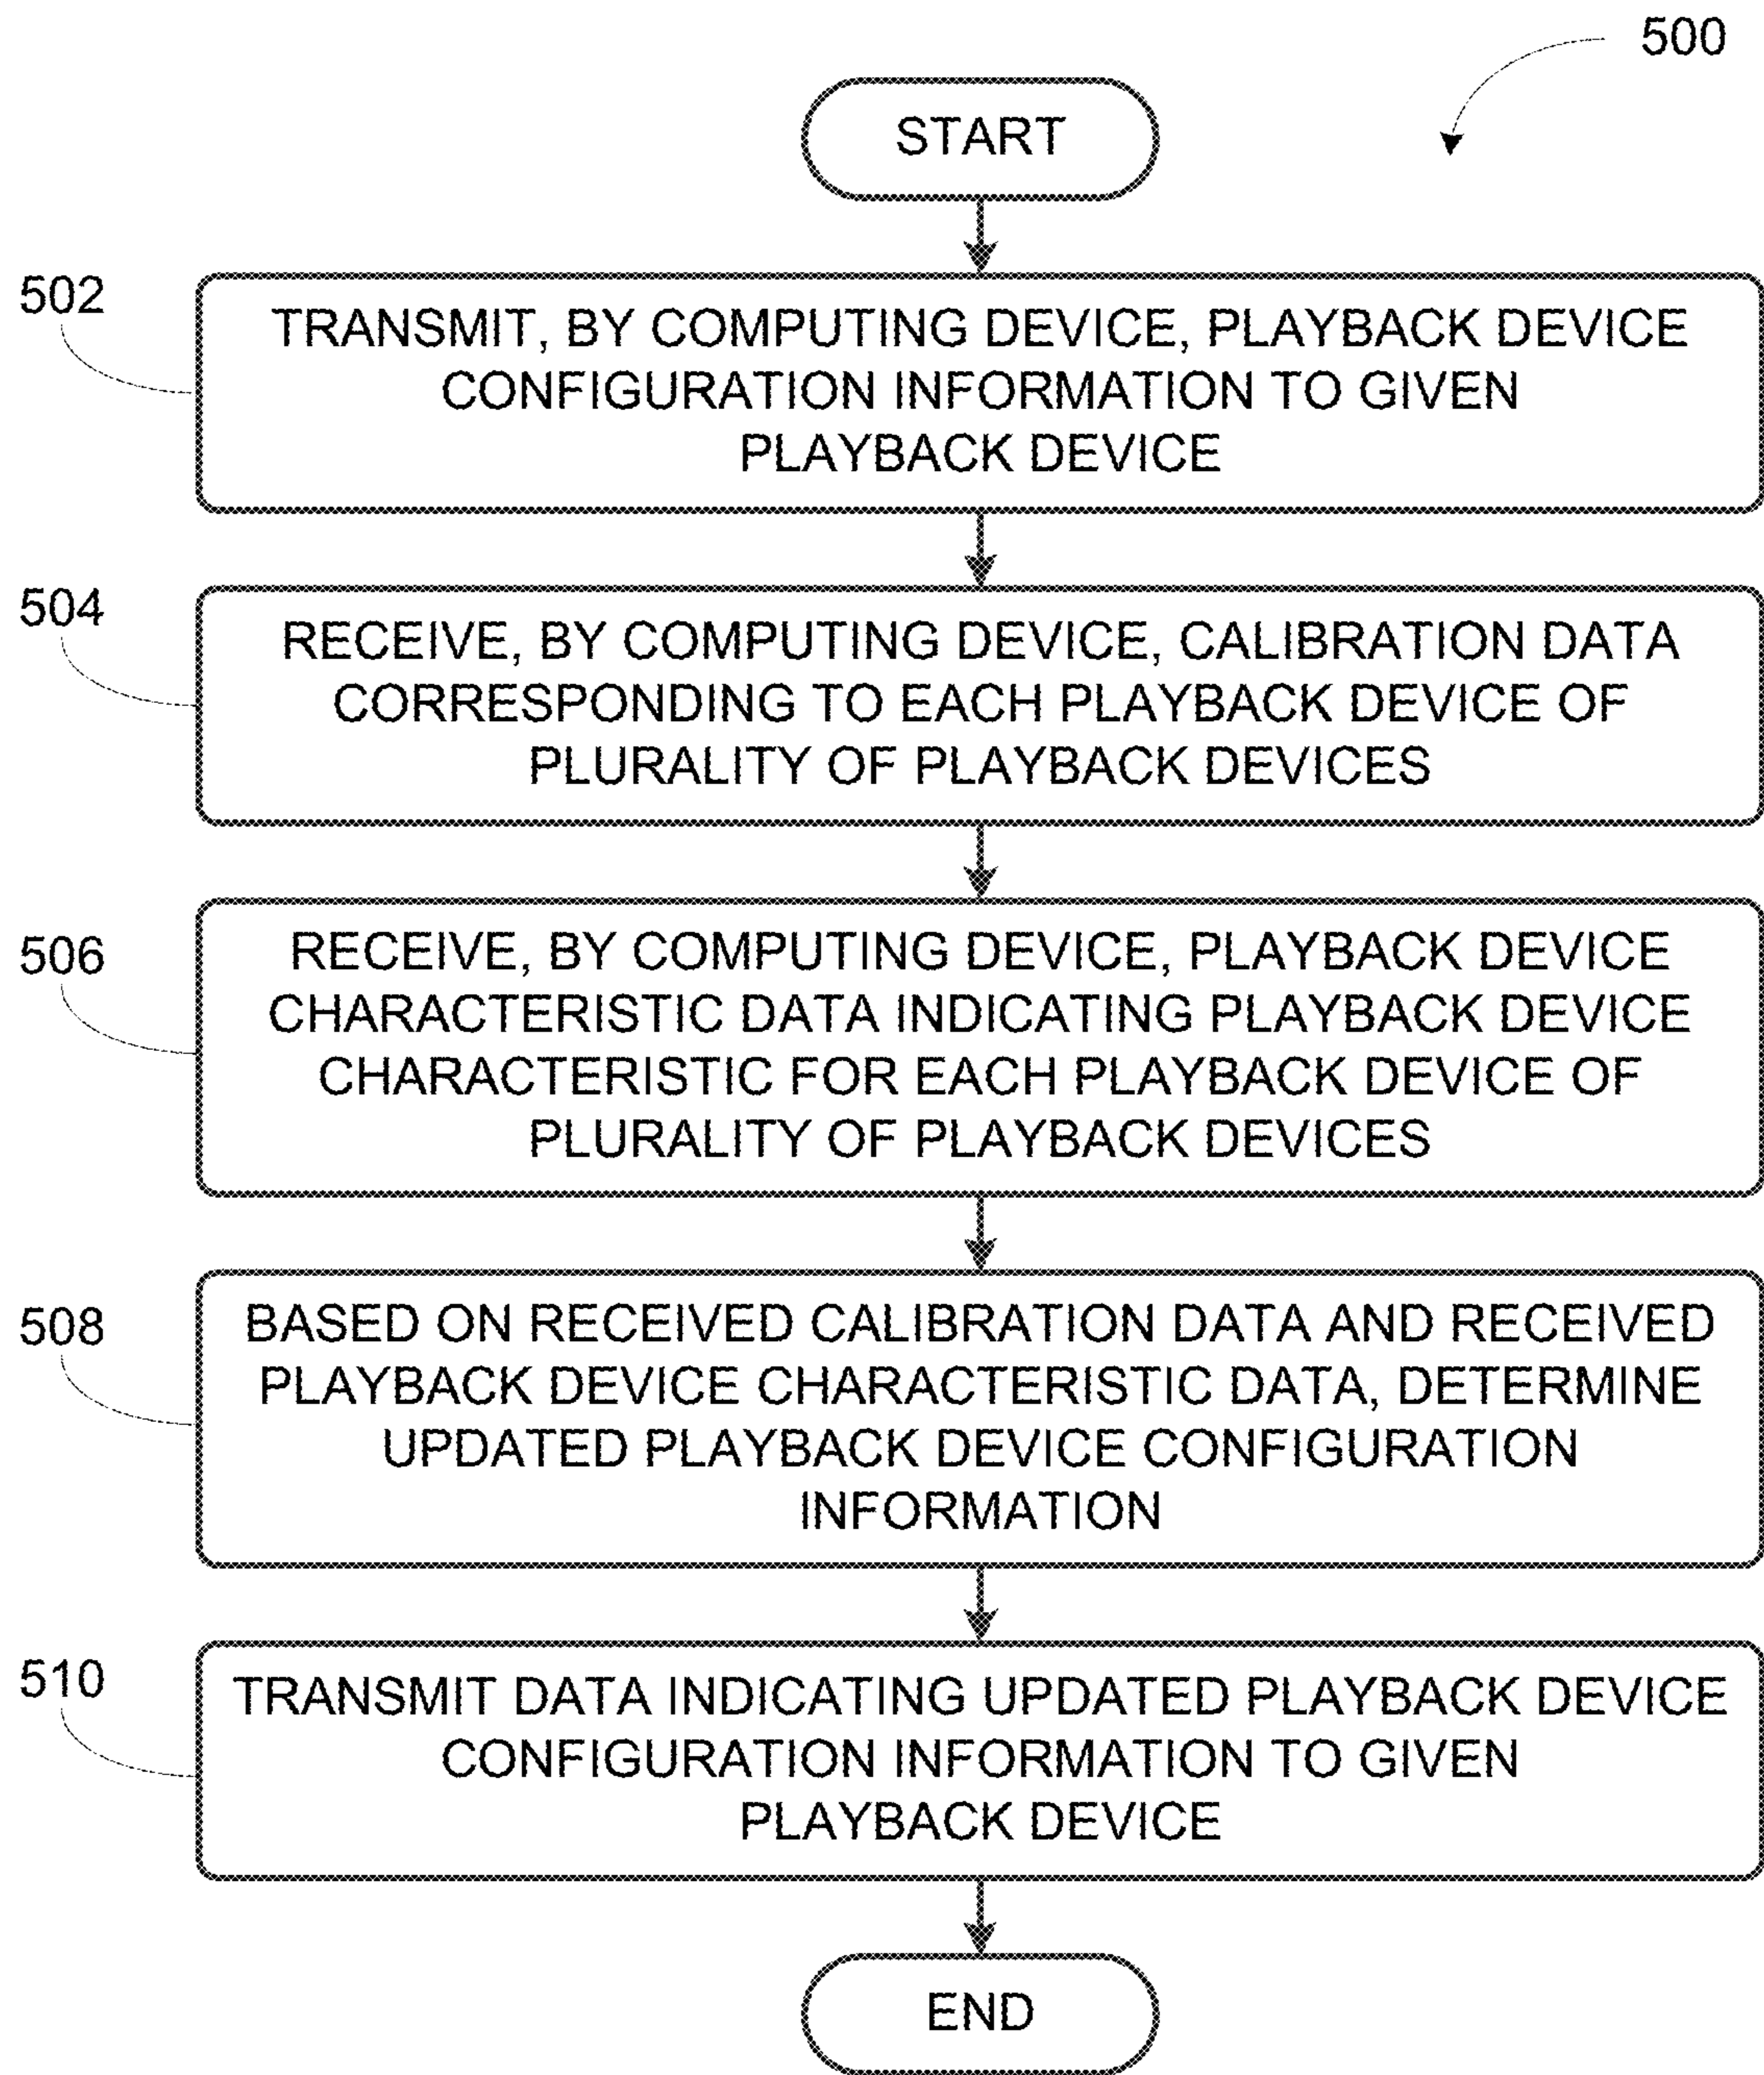 500
START
502
TRANSMIT, BY COMPUTING DEVICE, PLAYBACK DEVICE
CONFIGURATION INFORMATION TO GIVEN
PLAYBACK DEVICE
504
RECEIVE, BY COMPUTING DEVICE, CALIBRATION DATA
CORRESPONDING TO EACH PLAYBACK DEVICE OF
PLURALITY OF PLAYBACK DEVICES
506
RECEIVE, BY COMPUTING DEVICE, PLAYBACK DEVICE
CHARACTERISTIC DATA INDICATING PLAYBACK DEVICE
CHARACTERISTIC FOR EACH PLAYBACK DEVICE OF
PLURALITY OF PLAYBACK DEVICES
508
BASED ON RECEIVED CALIBRATION DATA AND RECEIVED
PLAYBACK DEVICE CHARACTERISTIC DATA, DETERMINE
UPDATED PLAYBACK DEVICE CONFIGURATION
INFORMATION
510
TRANSMIT DATA INDICATING UPDATED PLAYBACK DEVICE
CONFIGURATION INFORMATION TO GIVEN
PLAYBACK DEVICE
END